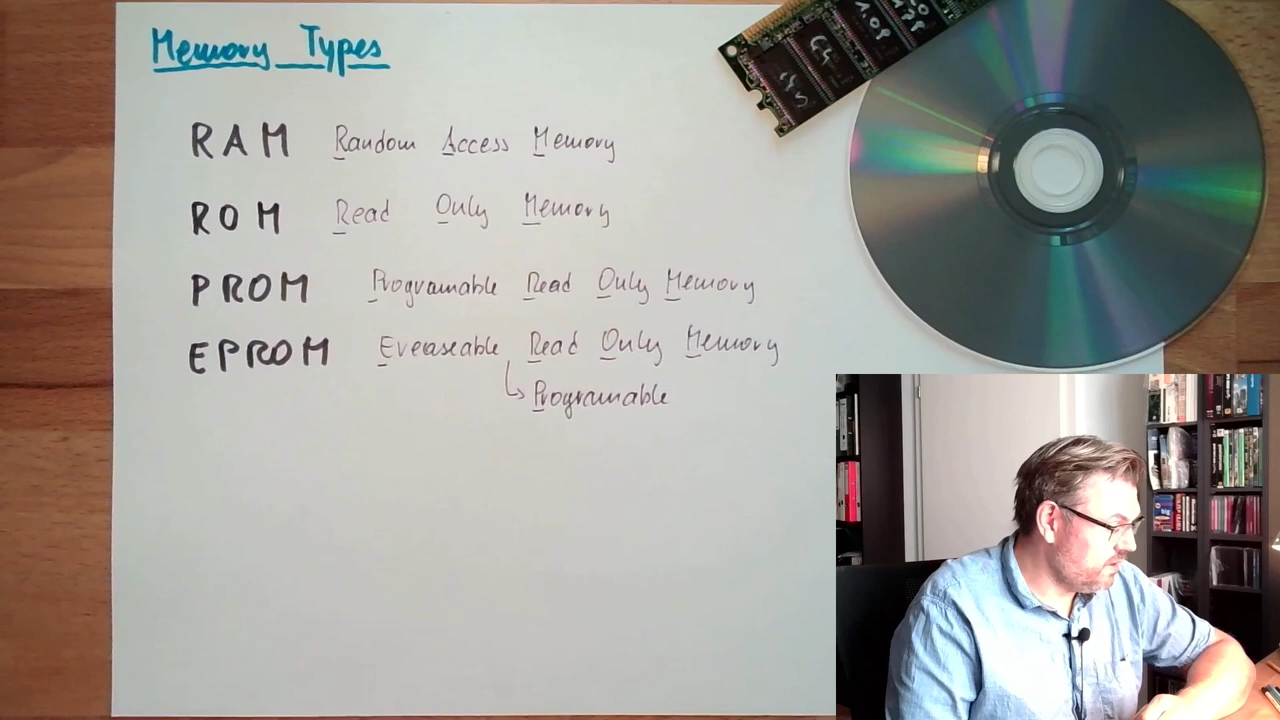 Memory Types
RAM Random Access Memory
ROM Read Only Memory
PROM Programable Read Only Memory
EPROM Evereaseable Read Only Memory
Programable